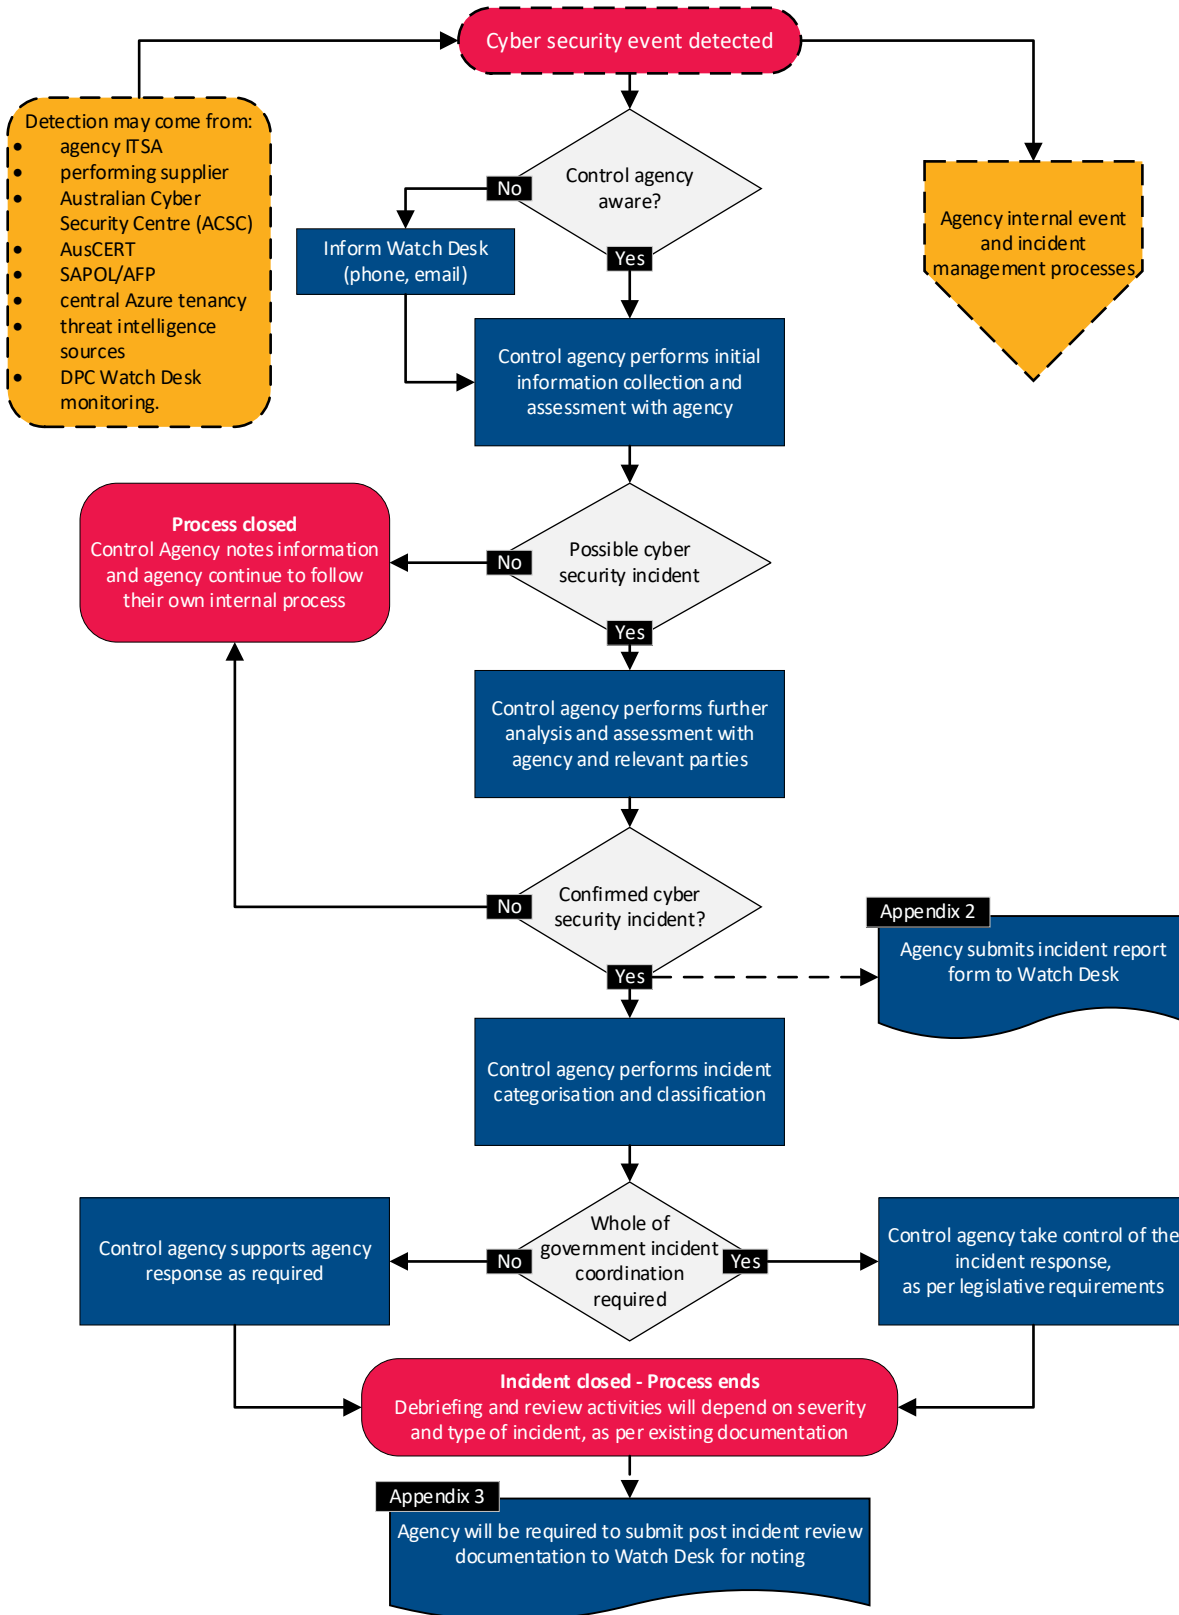 Cyber security event detected
Detection may come from:
• agency ITSA
• performing supplier
• Australian Cyber
Security Centre (ACSC)
• AusCERT
• SAPOL/AFP
• central Azure tenancy
• threat intelligence
sources
• DPC Watch Desk
monitoring.
Control agency
aware?
No
Yes
Inform Watch Desk
(phone, email)
Agency internal event
and incident
management processes
Control agency performs initial
information collection and
assessment with agency
Process closed
Control Agency notes information
and agency continue to follow
their own internal process
No
Possible cyber
security incident
Yes
Control agency performs further
analysis and assessment with
agency and relevant parties
No
Confirmed cyber
security incident?
Yes
Appendix 2
Agency submits incident report
form to Watch Desk
Control agency performs incident
categorisation and classification
Control agency supports agency
response as required
No
Whole of
government incident
coordination
required
Yes
Control agency take control of the
incident response,
as per legislative requirements
Incident closed - Process ends
Debriefing and review activities will depend on severity
and type of incident, as per existing documentation
Appendix 3
Agency will be required to submit post incident review
documentation to Watch Desk for noting